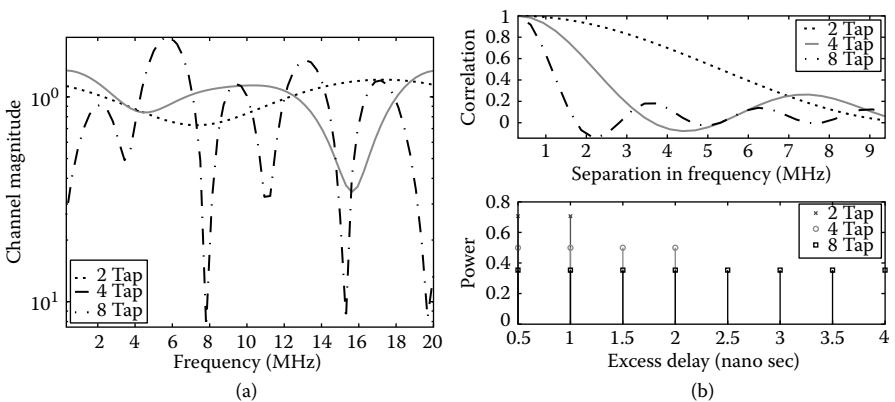 Channel magnitude
10⁰
10¹
2 Tap
4 Tap
8 Tap
2 4 6 8 10 12 14 16 18 20
Frequency (MHz)
(a)
Correlation
1
0.8
0.6
0.4
0.2
0
2 Tap
4 Tap
8 Tap
1 2 3 4 5 6 7 8 9
Separation in frequency (MHz)
Power
0.8
0.6
0.4
0.2
0
2 Tap
4 Tap
8 Tap
0.5 1 1.5 2 2.5 3 3.5 4
Excess delay (nano sec)
(b)